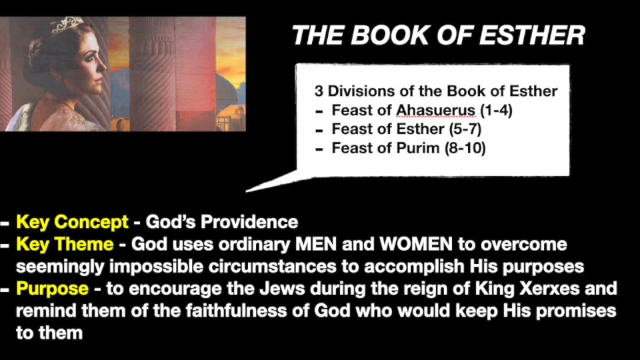 THE BOOK OF ESTHER
3 Divisions of the Book of Esther
- Feast of Ahasuerus (1-4)
- Feast of Esther (5-7)
- Feast of Purim (8-10)
- Key Concept - God's Providence
- Key Theme - God uses ordinary MEN and WOMEN to overcome
seemingly impossible circumstances to accomplish His purposes
- Purpose - to encourage the Jews during the reign of King Xerxes and
remind them of the faithfulness of God who would keep His promises
to them